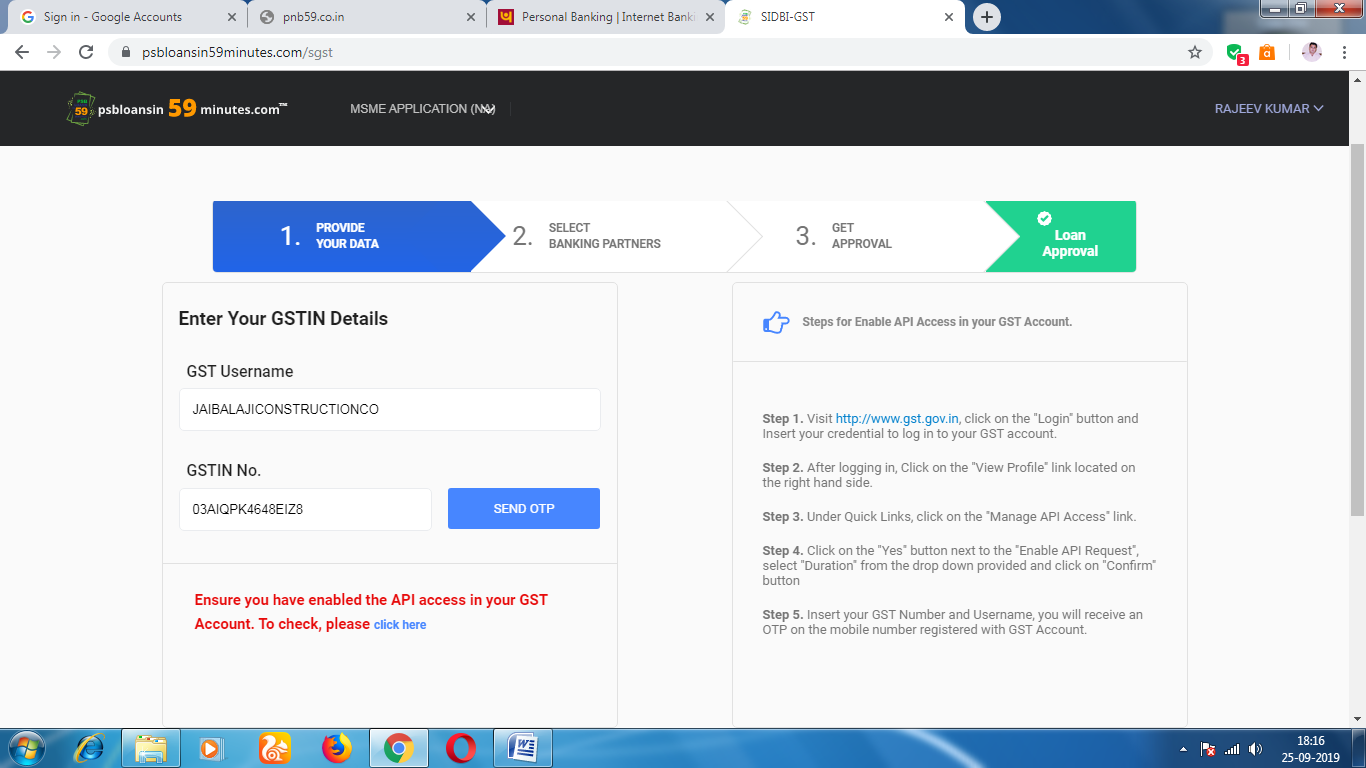 Sign in - Google Accounts
pnb59.co.in
Personal Banking | Internet Banki
SIDBI-GST
psbloansin59minutes.com/sgst
3
a
PSB
59
psbloansin 59 minutes.com™
MSME APPLICATION
RAJEEV KUMAR
1.
PROVIDE
YOUR DATA
2.
SELECT
BANKING PARTNERS
3.
GET
APPROVAL
Loan
Approval
Enter Your GSTIN Details
GST Username
JAIBALAJICONSTRUCTIONCO
GSTIN No.
03AIQPK4648EIZ8
SEND OTP
Ensure you have enabled the API access in your GST
Account. To check, please click here
Steps for Enable API Access in your GST Account.
Step 1. Visit http://www.gst.gov.in, click on the "Login" button and
Insert your credential to log in to your GST account.
Step 2. After logging in, Click on the "View Profile" link located on
the right hand side.
Step 3. Under Quick Links, click on the "Manage API Access" link.
Step 4. Click on the "Yes" button next to the "Enable API Request",
select "Duration" from the drop down provided and click on "Confirm"
button
Step 5. Insert your GST Number and Username, you will receive an
OTP on the mobile number registered with GST Account.
18:16
25-09-2019